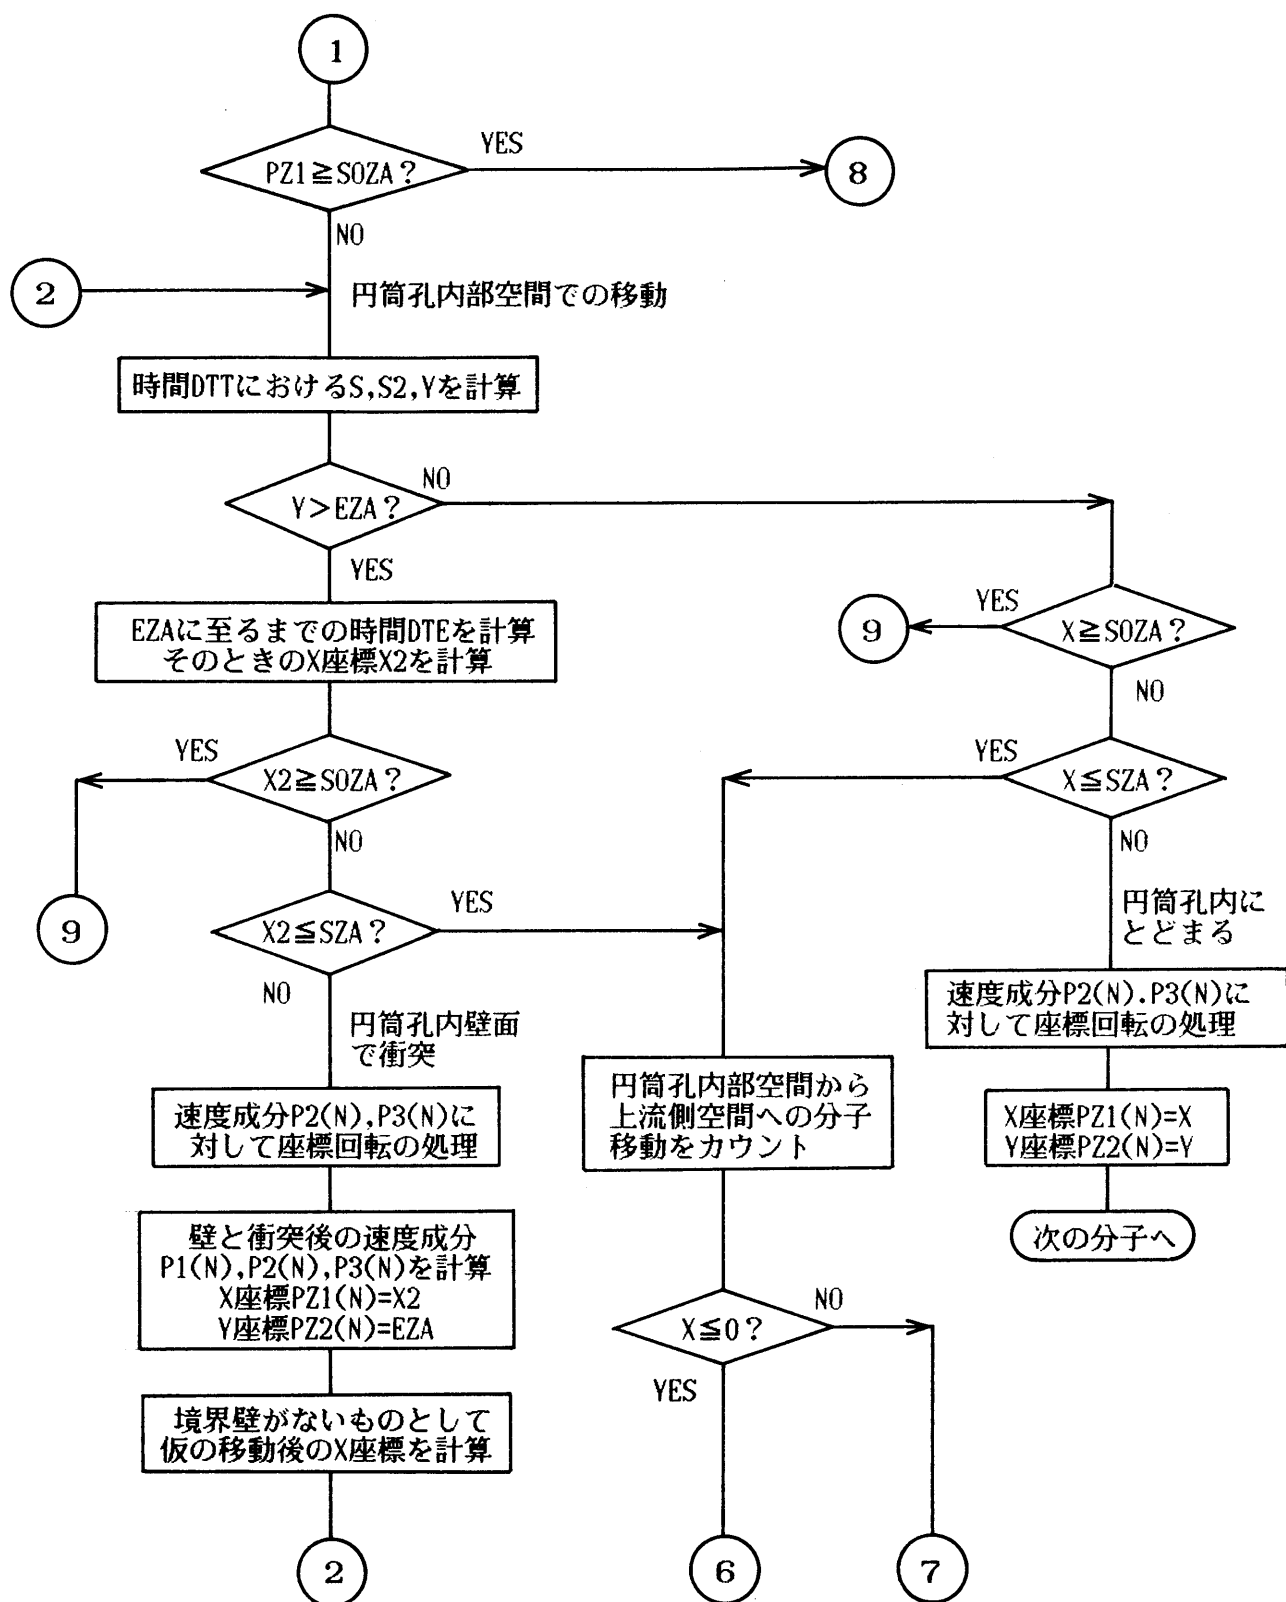 1
PZ1≧SOZA?
YES
8
NO
2
円筒孔内部空間での移動
時間DTTにおけるS,S2,Yを計算
Y>EZA?
NO
YES
EZAに至るまでの時間DTEを計算
そのときのX座標X2を計算
YES
9
X≧SOZA?
NO
YES
X2≧SOZA?
NO
9
YES
X≦SZA?
NO
X2≦SZA?
YES
NO
円筒孔内に
とどまる
速度成分P2(N).P3(N)に
対して座標回転の処理
X座標PZ1(N)=X
Y座標PZ2(N)=Y
次の分子へ
円筒孔内壁面
で衝突
速度成分P2(N),P3(N)に
対して座標回転の処理
円筒孔内部空間から
上流側空間への分子
移動をカウント
壁と衝突後の速度成分
P1(N),P2(N),P3(N)を計算
X座標PZ1(N)=X2
Y座標PZ2(N)=EZA
X≦0?
NO
YES
境界壁がないものとして
仮の移動後のX座標を計算
2
6
7